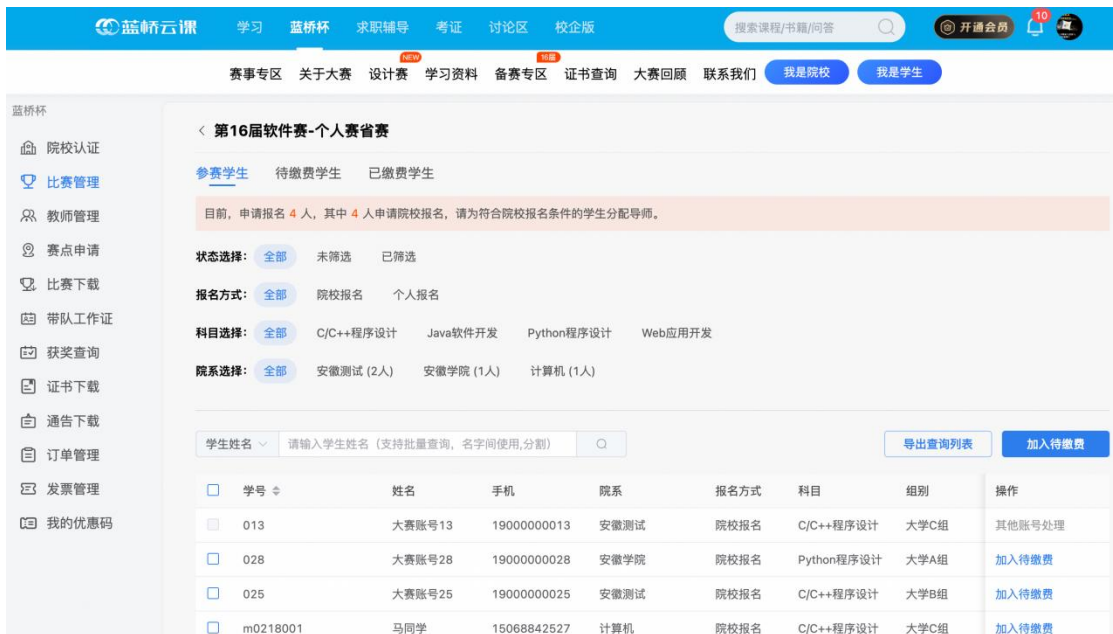 蓝桥云课 学习 蓝桥杯 求职辅导 考证 讨论区 校企版 搜索课程/书籍/问答 开通会员 10
赛事专区 关于大赛 设计赛 NEW 学习资料 备赛专区 16届 证书查询 大赛回顾 联系我们 我是院校 我是学生
蓝桥杯
院校认证
比赛管理
教师管理
赛点申请
比赛下载
带队工作证
获奖查询
证书下载
通告下载
订单管理
发票管理
我的优惠码
第16届软件赛-个人赛省赛
参赛学生 待缴费学生 已缴费学生
目前，申请报名 4 人，其中 4 人申请院校报名，请为符合院校报名条件的学生分配导师。
状态选择： 全部 未筛选 已筛选
报名方式： 全部 院校报名 个人报名
科目选择： 全部 C/C++程序设计 Java软件开发 Python程序设计 Web应用开发
院系选择： 全部 安徽测试 (2人) 安徽学院 (1人) 计算机 (1人)
学生姓名 请输入学生姓名（支持批量查询，名字间使用,分割） 导出查询列表 加入待缴费
学号 姓名 手机 院系 报名方式 科目 组别 操作
013 大赛账号13 19000000013 安徽测试 院校报名 C/C++程序设计 大学C组 其他账号处理
028 大赛账号28 19000000028 安徽学院 院校报名 Python程序设计 大学A组 加入待缴费
025 大赛账号25 19000000025 安徽测试 院校报名 C/C++程序设计 大学B组 加入待缴费
m0218001 马同学 15068842527 计算机 院校报名 C/C++程序设计 大学C组 加入待缴费